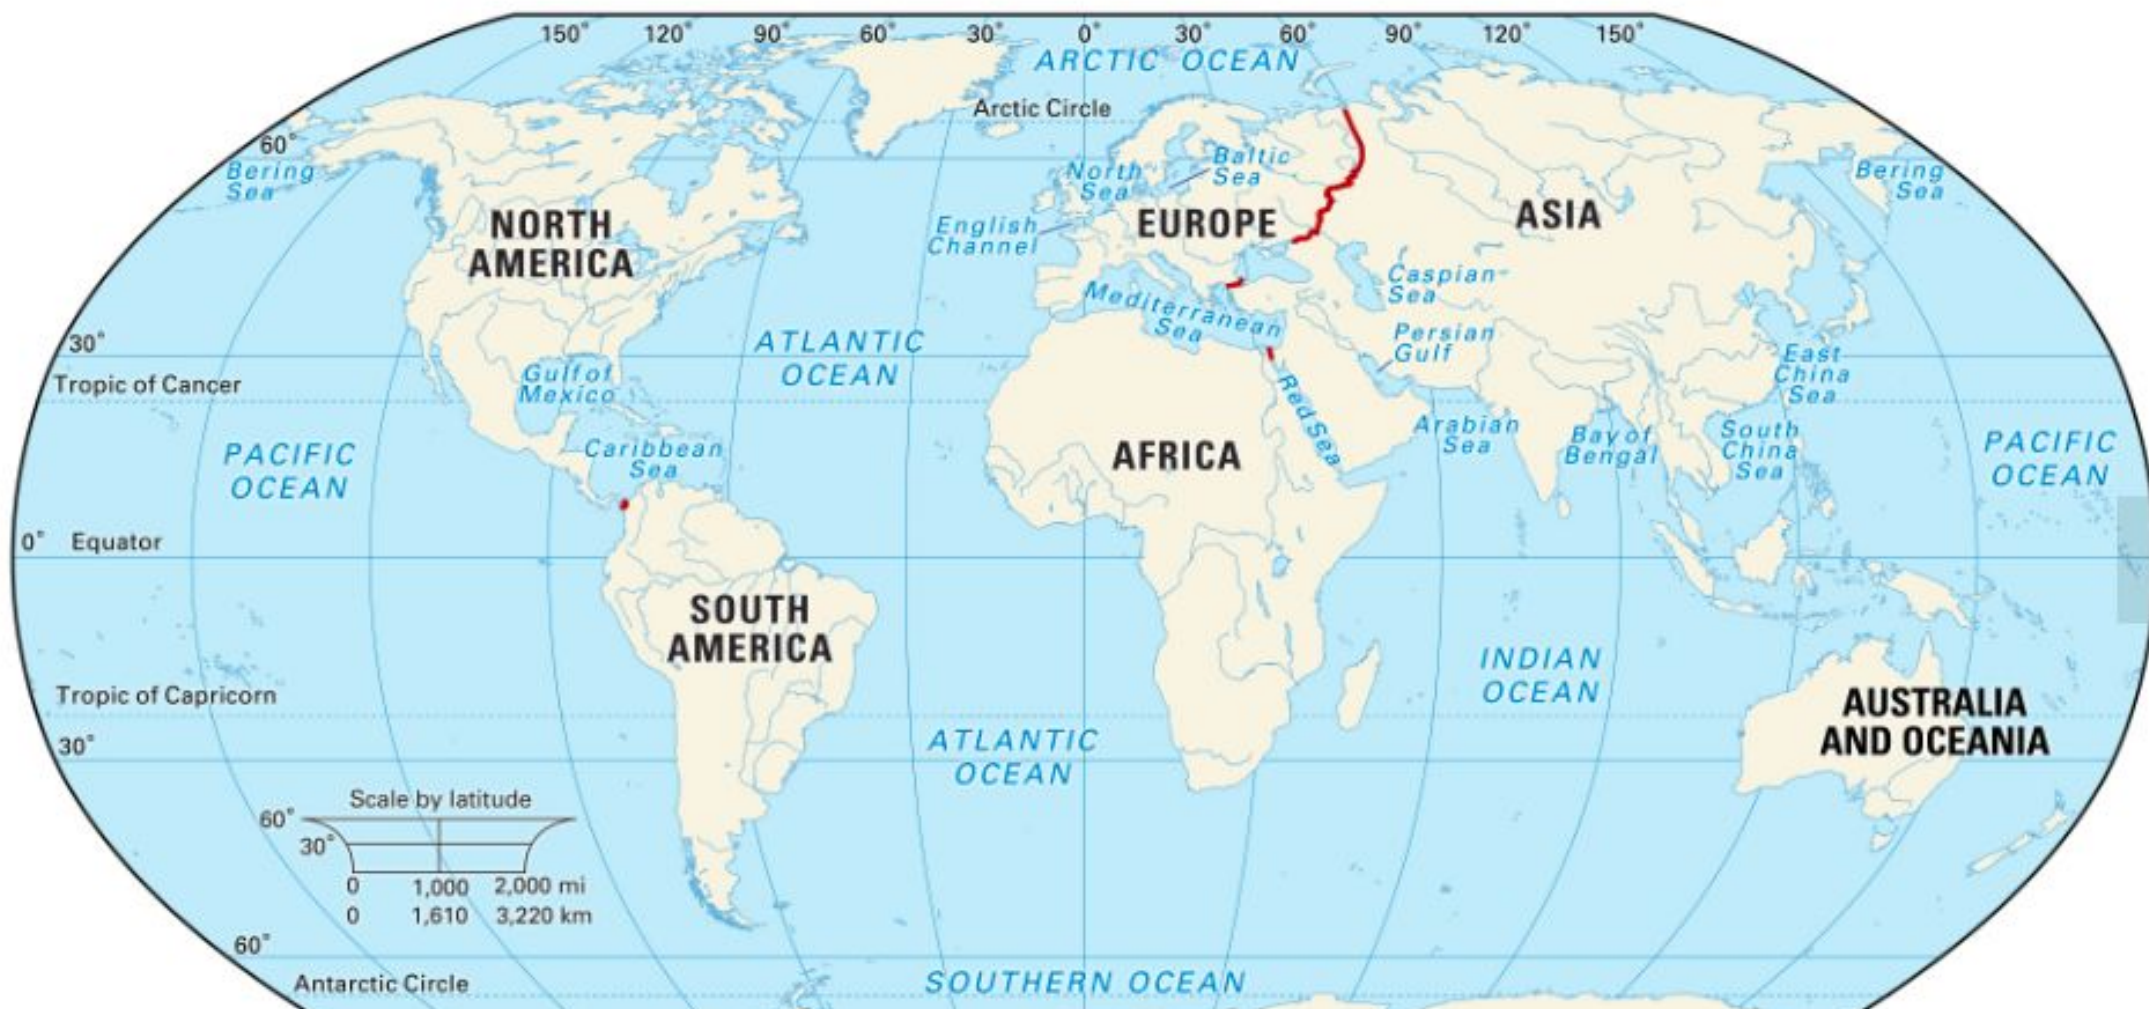 150° 120° 90° 60° 30° 0° 30° 60° 90° 120° 150°
ARCTIC OCEAN
Arctic Circle
60°
Bering
Sea
North
Sea
Baltic
Sea
Bering
Sea
NORTH
AMERICA
English
Channel
EUROPE
ASIA
Caspian
Sea
Mediterranean
Sea
Persian
Gulf
30°
ATLANTIC
OCEAN
East
China
Sea
Tropic of Cancer
Gulf of
Mexico
Red Sea
Arabian
Sea
Bay of
Bengal
South
China
Sea
PACIFIC
OCEAN
Caribbean
Sea
AFRICA
PACIFIC
OCEAN
0° Equator
SOUTH
AMERICA
INDIAN
OCEAN
Tropic of Capricorn
AUSTRALIA
AND OCEANIA
30°
ATLANTIC
OCEAN
Scale by latitude
60°
30°
0 1,000 2,000 mi
0 1,610 3,220 km
60°
Antarctic Circle
SOUTHERN OCEAN